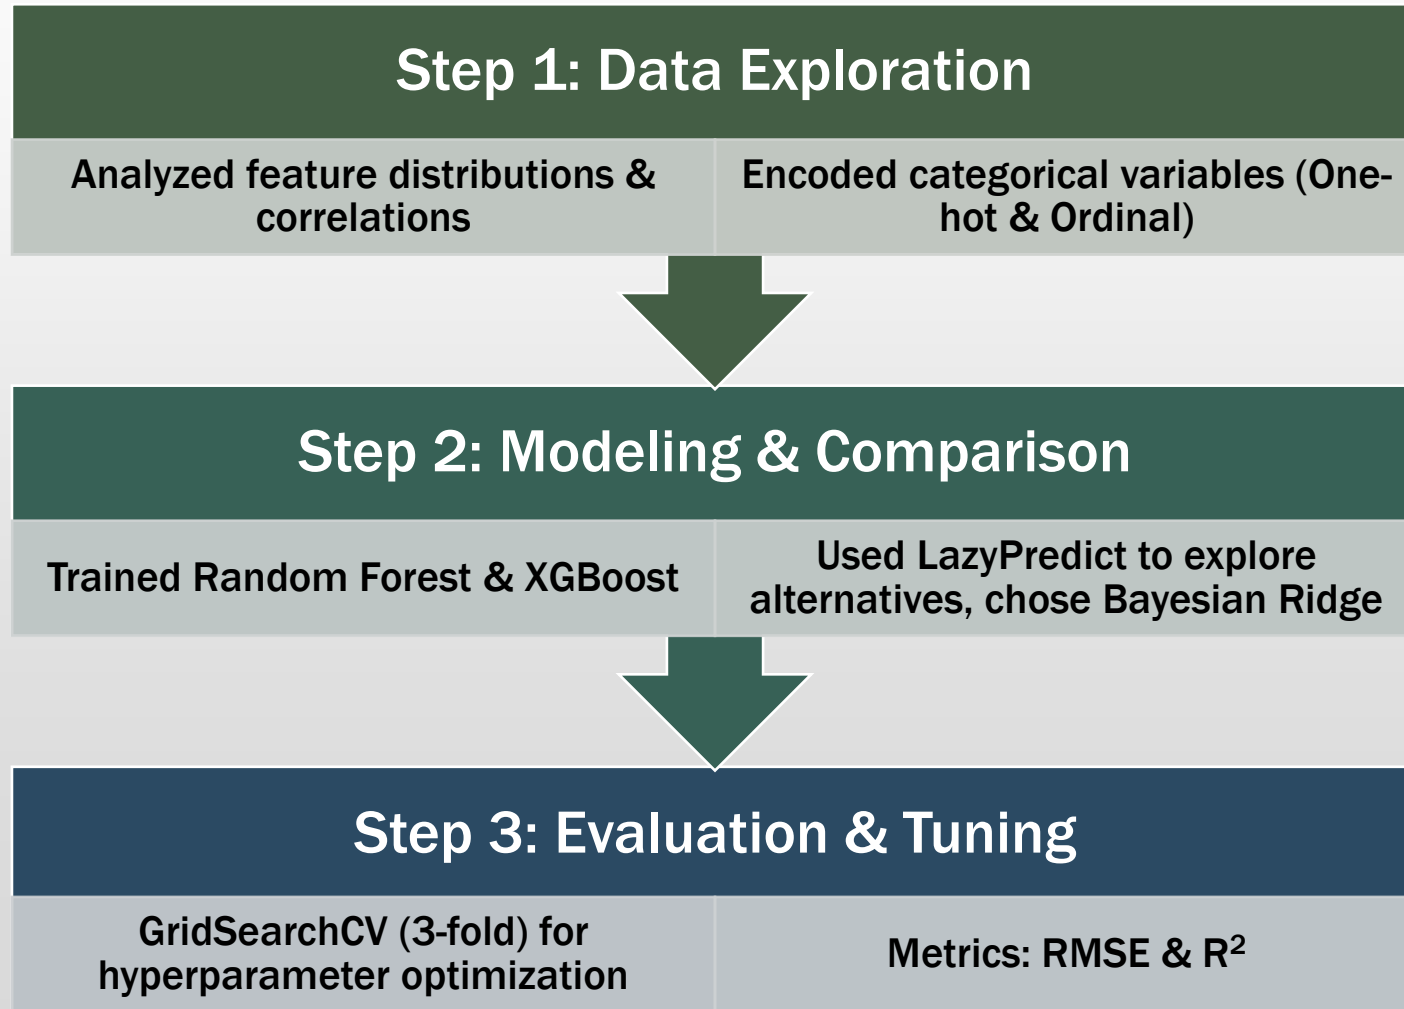 Step 1: Data Exploration
Analyzed feature distributions &
correlations
Encoded categorical variables (One-
hot & Ordinal)
Step 2: Modeling & Comparison
Trained Random Forest & XGBoost
Used LazyPredict to explore
alternatives, chose Bayesian Ridge
Step 3: Evaluation & Tuning
GridSearchCV (3-fold) for
hyperparameter optimization
Metrics: RMSE & R²